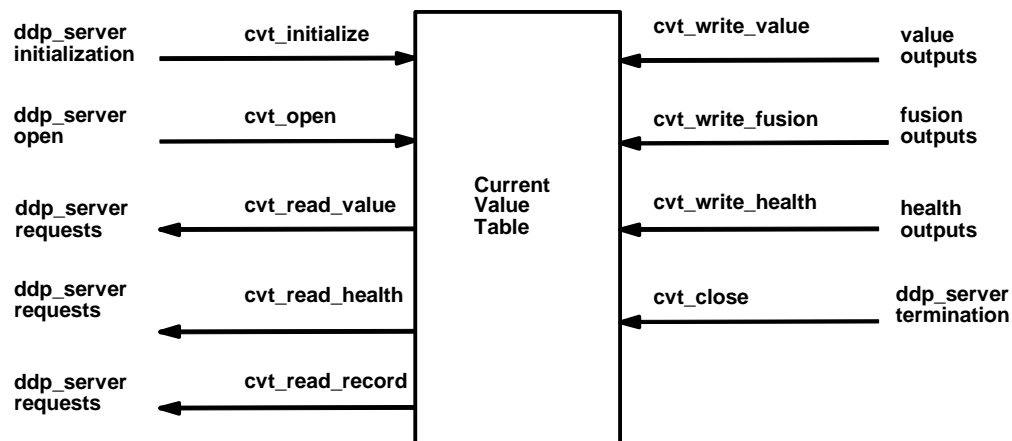 ddp_server
initialization
cvt_initialize
ddp_server
open
cvt_open
ddp_server
requests
cvt_read_value
ddp_server
requests
cvt_read_health
ddp_server
requests
cvt_read_record
Current
Value
Table
cvt_write_value
value
outputs
cvt_write_fusion
fusion
outputs
cvt_write_health
health
outputs
cvt_close
ddp_server
termination